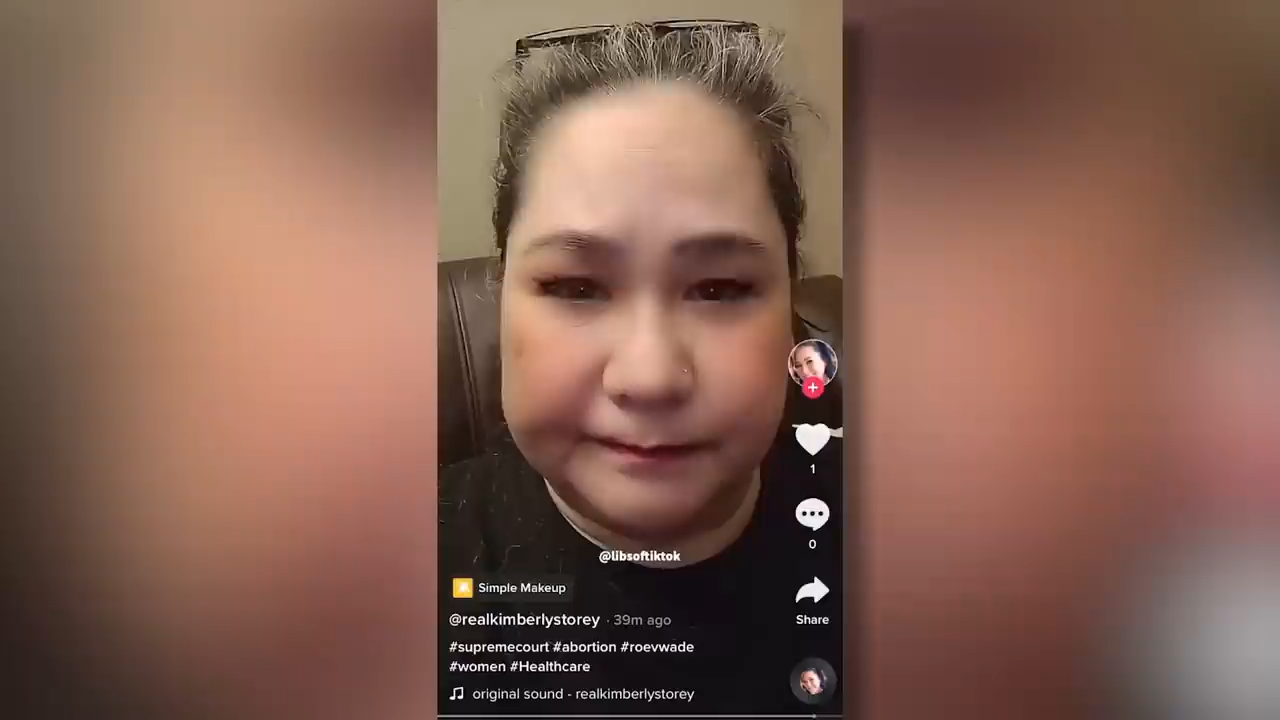 1
0
@libsoftiktok
Simple Makeup
@realkimberlystorey · 39m ago
Share
#supremecourt #abortion #roevwade
#women #Healthcare
original sound - realkimberlystorey